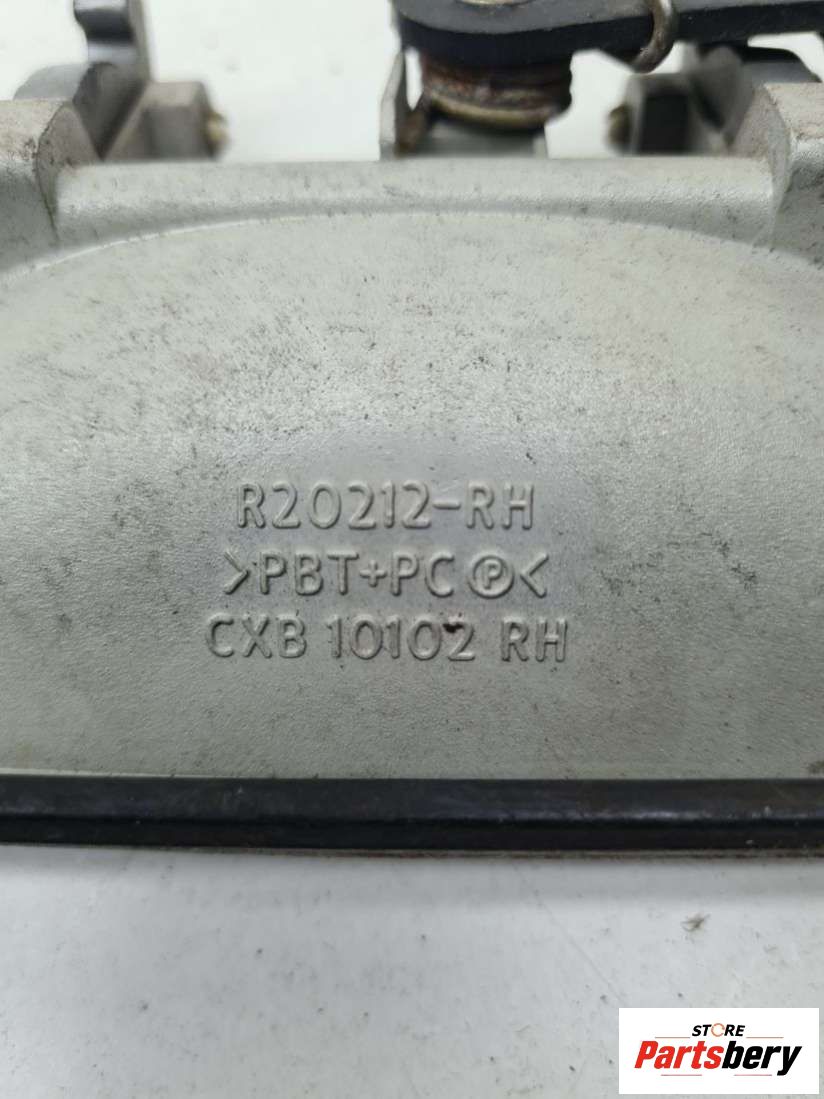 R20212-RH
>PBT+PC Ⓟ<
CXB 10102 RH
STORE
Partsbery